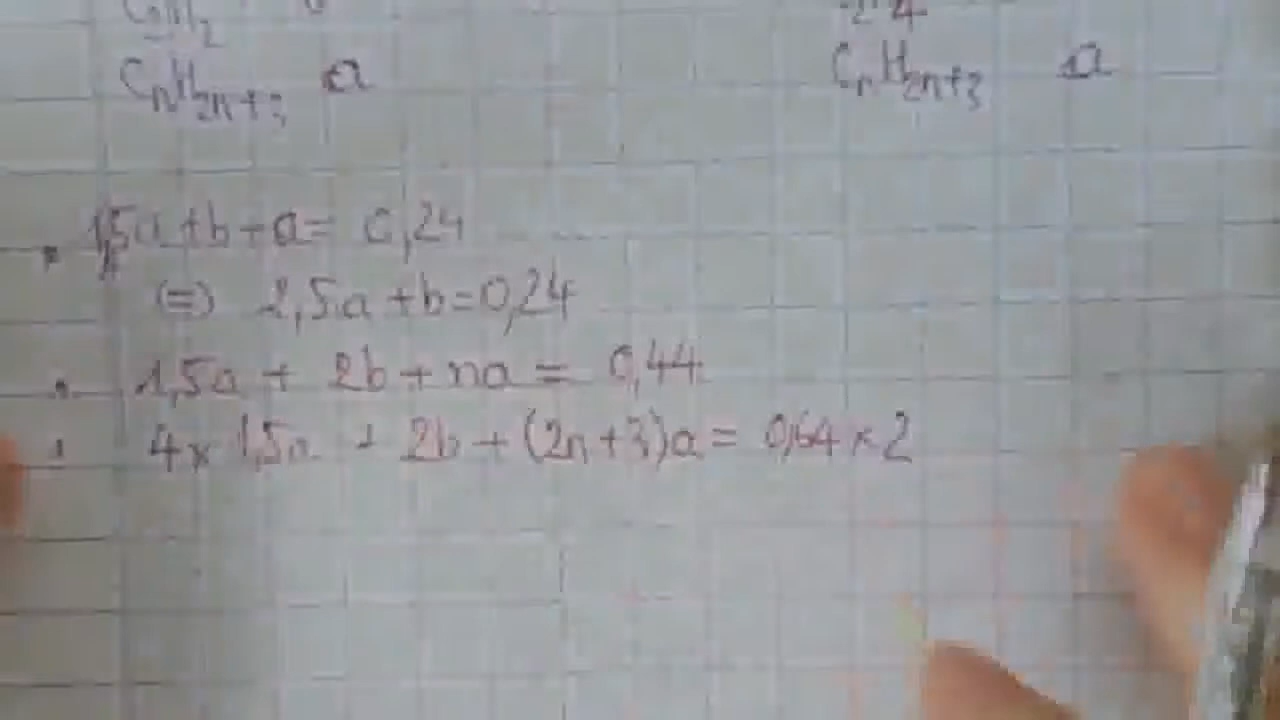 C₂H₂
CₙH₂ₙ₊₃ a
CₙH₂ₙ₊₃ a
1,5a+b+a= 0,24
(=) 2,5a+b=0,24
1,5a + 2b+na = 0,44
4× 1,5a + 2b+(2n+3)a= 0,64×2